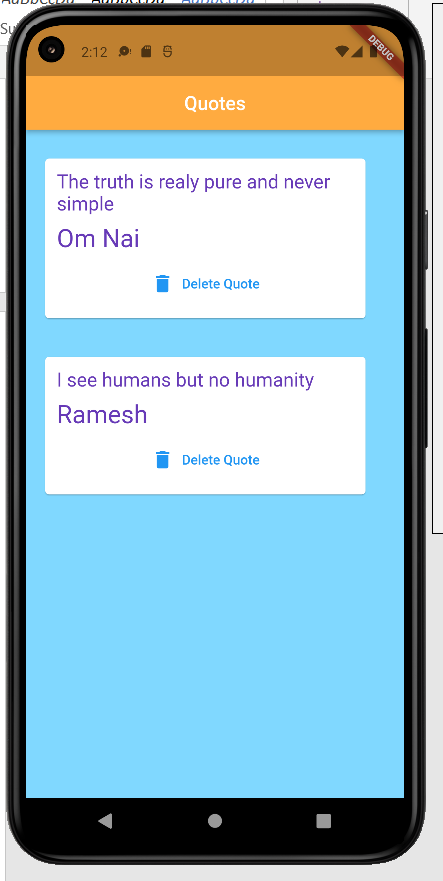 2:12
DEBUG
Quotes
The truth is realy pure and never
simple
Om Nai
Delete Quote
I see humans but no humanity
Ramesh
Delete Quote